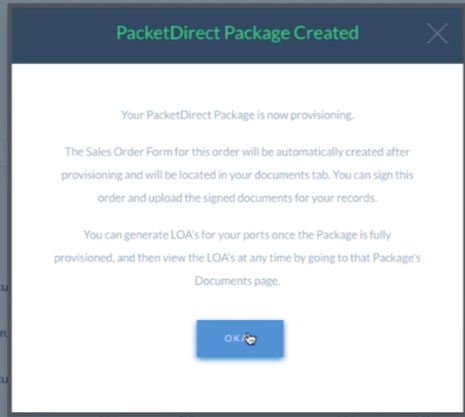 PacketDirect Package Created
Your PacketDirect Package is now provisioning.
The Sales Order Form for this order will be automatically created after
provisioning and will be located in your documents tab. You can sign this
order and upload the signed documents for your records.
You can generate LOA's for your ports once the Package is fully
provisioned, and then view the LOA's at any time by going to that Package's
Documents page.